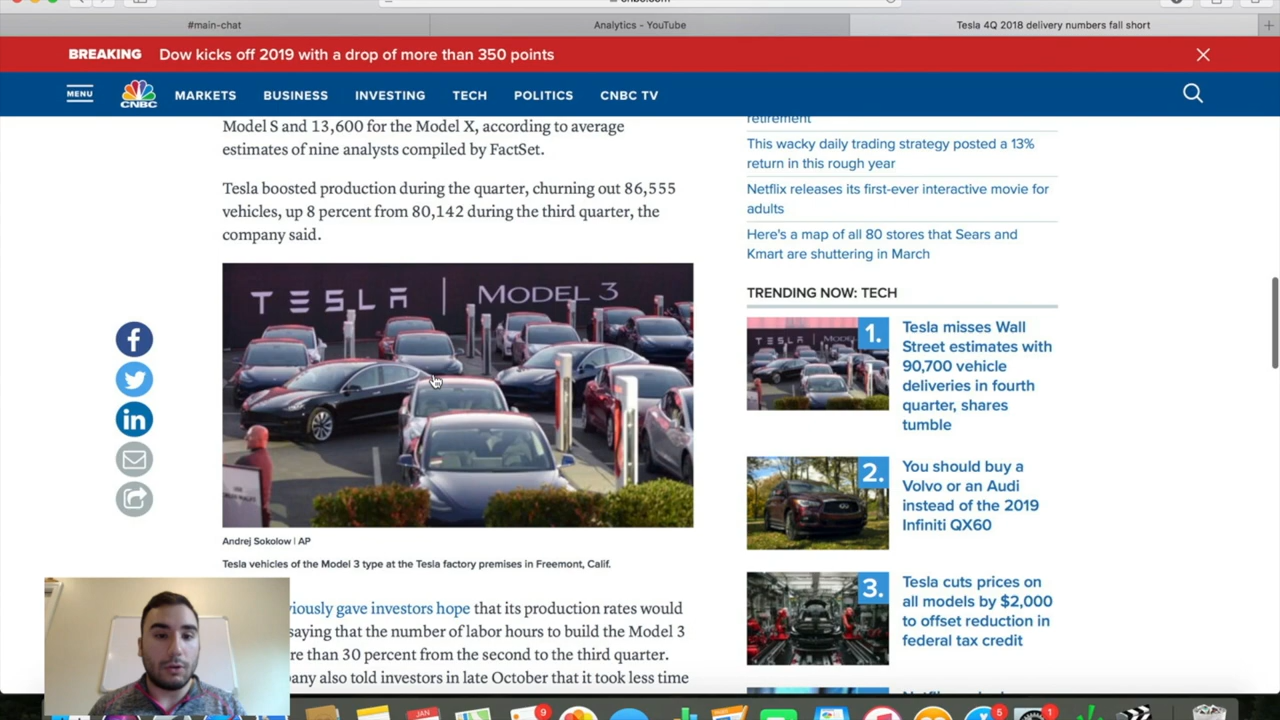 #main-chat
Analytics - YouTube
Tesla 4Q 2018 delivery numbers fall short
BREAKING Dow kicks off 2019 with a drop of more than 350 points
MENU
CNBC
MARKETS
BUSINESS
INVESTING
TECH
POLITICS
CNBC TV
Model S and 13,600 for the Model X, according to average
estimates of nine analysts compiled by FactSet.
Tesla boosted production during the quarter, churning out 86,555
vehicles, up 8 percent from 80,142 during the third quarter, the
company said.
TESLA | MODEL 3
Andrej Sokolow | AP
Tesla vehicles of the Model 3 type at the Tesla factory premises in Freemont, Calif.
viously gave investors hope that its production rates would
saying that the number of labor hours to build the Model 3
re than 30 percent from the second to the third quarter.
any also told investors in late October that it took less time
retirement
This wacky daily trading strategy posted a 13%
return in this rough year
Netflix releases its first-ever interactive movie for
adults
Here's a map of all 80 stores that Sears and
Kmart are shuttering in March
TRENDING NOW: TECH
1.
Tesla misses Wall
Street estimates with
90,700 vehicle
deliveries in fourth
quarter, shares
tumble
2.
You should buy a
Volvo or an Audi
instead of the 2019
Infiniti QX60
3.
Tesla cuts prices on
all models by $2,000
to offset reduction in
federal tax credit
JAN
9
5
1